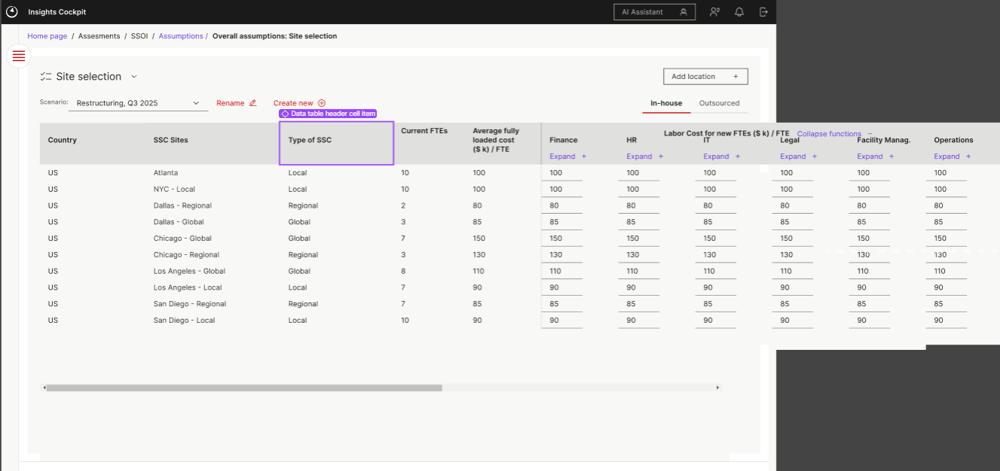 Insights Cockpit
AI Assistant
Home page / Assesments / SSOI / Assumptions / Overall assumptions: Site selection
Site selection
Add location +
Scenario: Restructuring, Q3 2025 Rename Create new
In-house Outsourced
Data table header cell item
Country SSC Sites Type of SSC Current FTEs Average fully loaded cost ($ k) / FTE
Labor Cost for new FTEs ($ k) / FTE Collapse functions −
Finance HR IT Legal Facility Manag. Operations
Expand + Expand + Expand + Expand + Expand + Expand +
US Atlanta Local 10 100 100 100 100 100 100 100
US NYC - Local Local 10 100 100 100 100 100 100 100
US Dallas - Regional Regional 2 80 80 80 80 80 80 80
US Dallas - Global Global 3 85 85 85 85 85 85 85
US Chicago - Global Global 7 150 150 150 150 150 150 150
US Chicago - Regional Regional 3 130 130 130 130 130 130 130
US Los Angeles - Global Global 8 110 110 110 110 110 110 110
US Los Angeles - Local Local 7 90 90 90 90 90 90 90
US San Diego - Regional Regional 7 85 85 85 85 85 85 85
US San Diego - Local Local 10 90 90 90 90 90 90 90